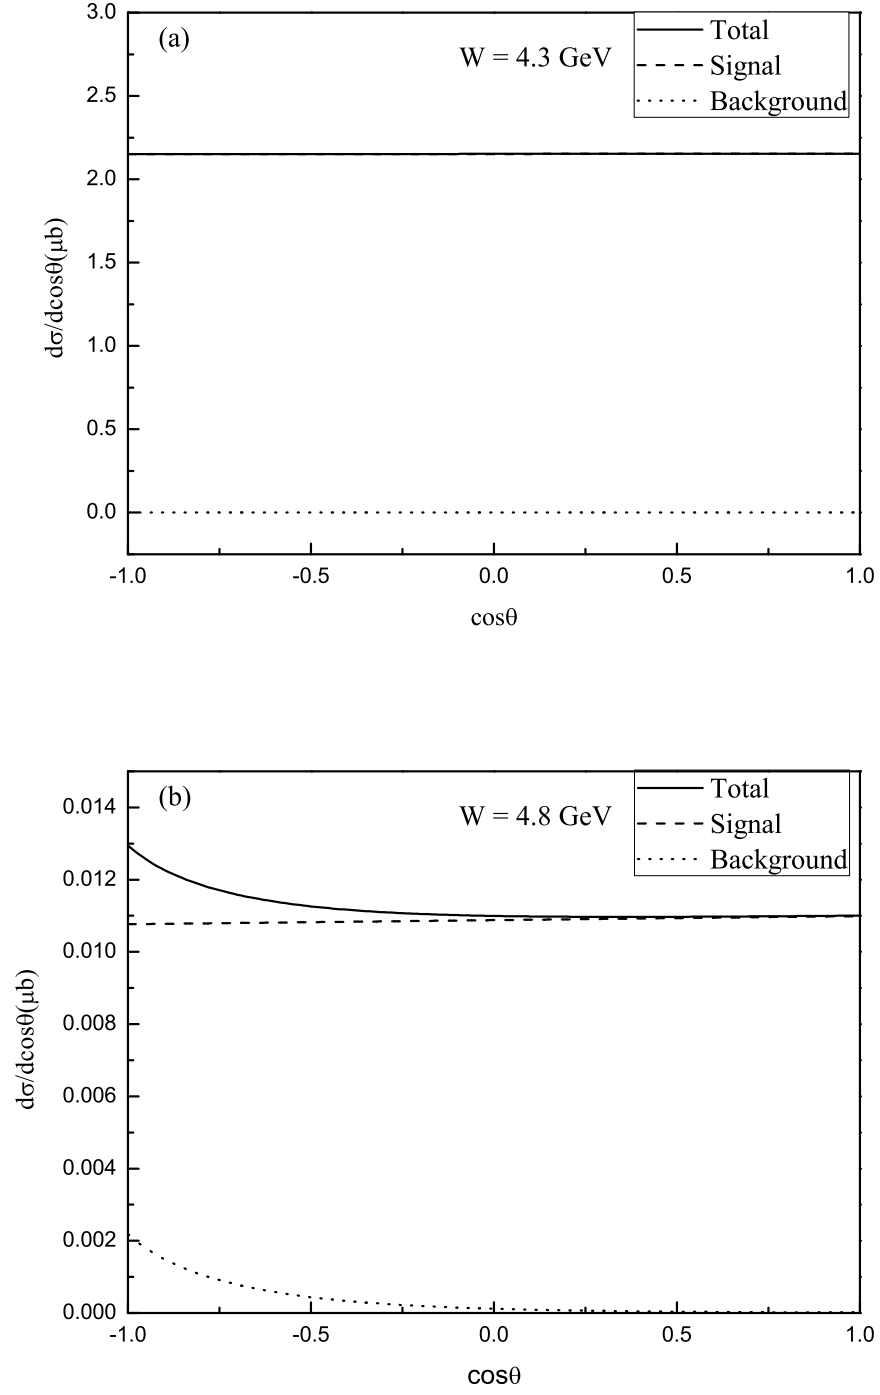 (a)
W = 4.3 GeV
Total
Signal
Background
3.0
2.5
2.0
1.5
1.0
0.5
0.0
dσ/dcosθ(μb)
-1.0 -0.5 0.0 0.5 1.0
cosθ
(b)
W = 4.8 GeV
Total
Signal
Background
0.014
0.012
0.010
0.008
0.006
0.004
0.002
0.000
dσ/dcosθ(μb)
-1.0 -0.5 0.0 0.5 1.0
cosθ